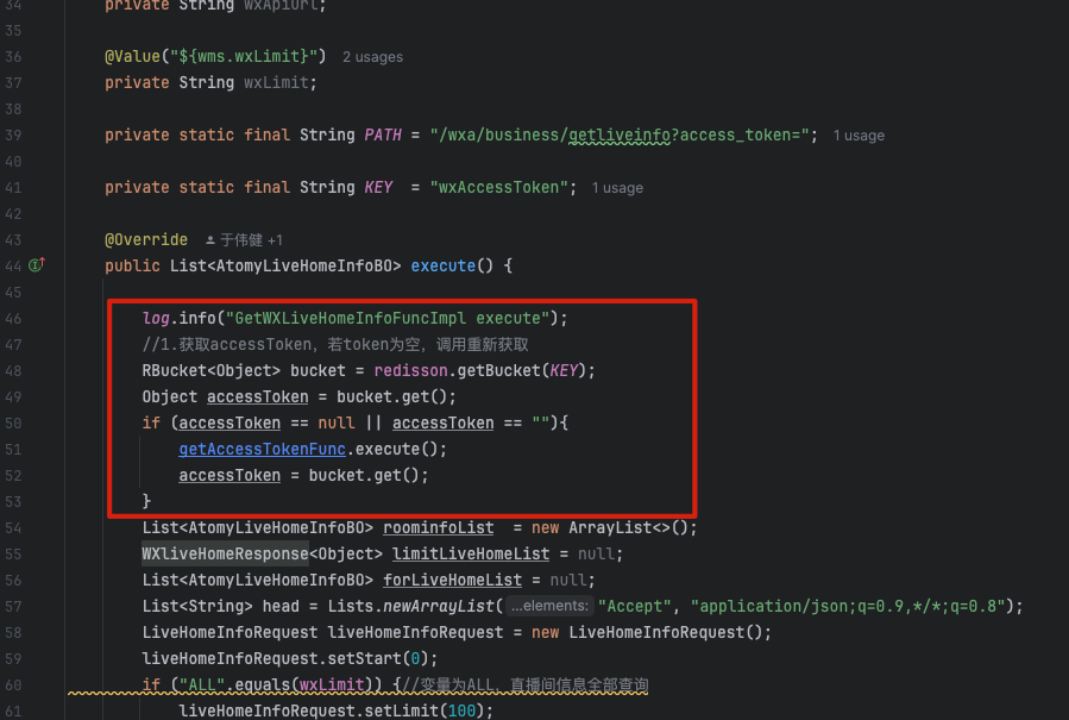 34 private String wxApiUrl;
35
36 @Value("${wms.wxLimit}") 2 usages
37 private String wxLimit;
38
39 private static final String PATH = "/wxa/business/getliveinfo?access_token="; 1 usage
40
41 private static final String KEY = "wxAccessToken"; 1 usage
42
43 @Override 于伟健 +1
44 public List<AtomyLiveHomeInfoBO> execute() {
45
46 log.info("GetWXLiveHomeInfoFuncImpl execute");
47 //1.获取accessToken，若token为空，调用重新获取
48 RBucket<Object> bucket = redisson.getBucket(KEY);
49 Object accessToken = bucket.get();
50 if (accessToken == null || accessToken == ""){
51 getAccessTokenFunc.execute();
52 accessToken = bucket.get();
53 }
54 List<AtomyLiveHomeInfoBO> roominfoList = new ArrayList<>();
55 WXliveHomeResponse<Object> limitLiveHomeList = null;
56 List<AtomyLiveHomeInfoBO> forLiveHomeList = null;
57 List<String> head = Lists.newArrayList( ...elements: "Accept", "application/json;q=0.9,*/*;q=0.8");
58 LiveHomeInfoRequest liveHomeInfoRequest = new LiveHomeInfoRequest();
59 liveHomeInfoRequest.setStart(0);
60 if ("ALL".equals(wxLimit)) {//变量为ALL，直播间信息全部查询
61 liveHomeInfoRequest.setLimit(100);